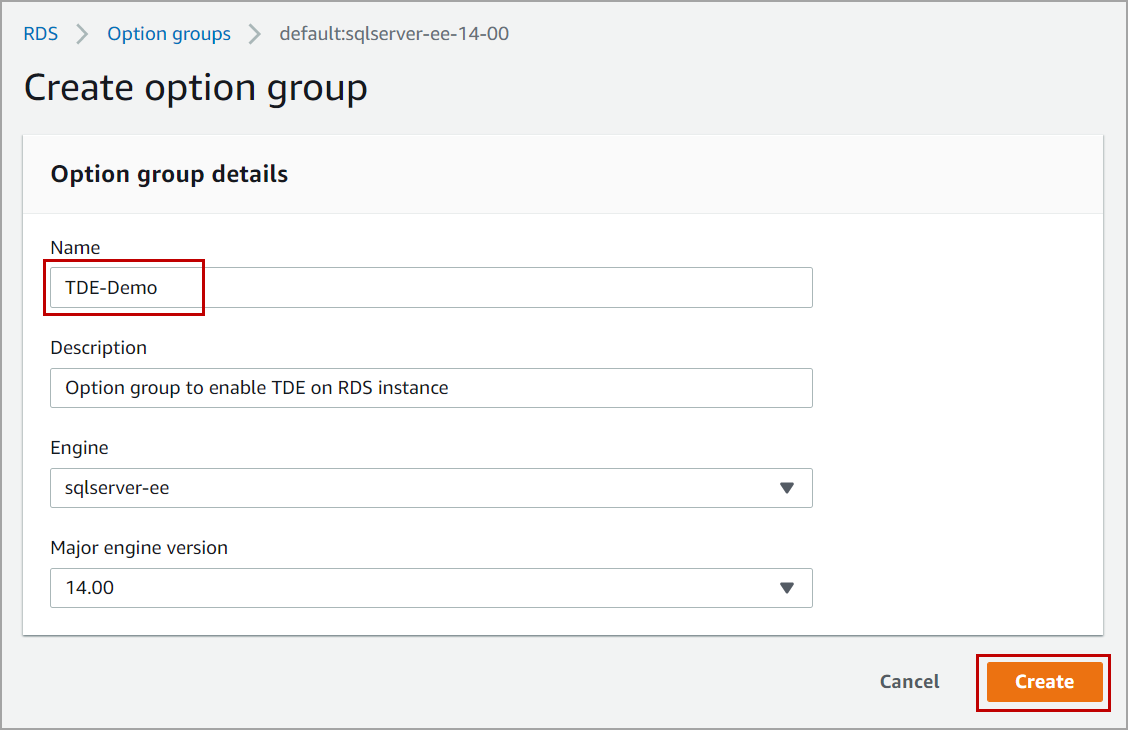 RDS > Option groups > default:sqlserver-ee-14-00
Create option group
Option group details
Name
TDE-Demo
Description
Option group to enable TDE on RDS instance
Engine
sqlserver-ee
Major engine version
14.00
Cancel Create